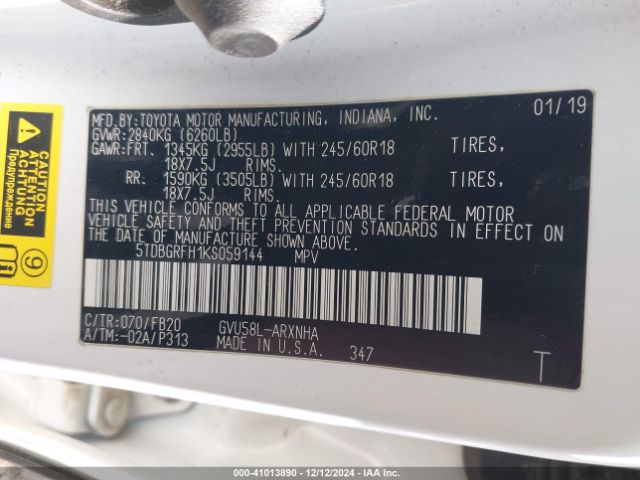 MFD.BY:TOYOTA MOTOR MANUFACTURING, INDIANA, INC. 01/19
GVWR:2840KG (6260LB)
GAWR:FRT. 1345KG (2955LB) WITH 245/60R18 TIRES,
18X7.5J RIMS.
RR. 1590KG (3505LB) WITH 245/60R18 TIRES,
18X7.5J RIMS.
THIS VEHICLE CONFORMS TO ALL APPLICABLE FEDERAL MOTOR
VEHICLE SAFETY AND THEFT PREVENTION STANDARDS IN EFFECT ON
THE DATE OF MANUFACTURE SHOWN ABOVE.
5TDBGRFH1KS059144 MPV
C/TR:070/FB20 GVU58L-ARXNHA
A/TM:-02A/P313 MADE IN U.S.A. 347
T
CAUTION
ATTENTION
ACHTUNG
Предупреждение
9
000-41013890 - 12/12/2024 - IAA Inc.